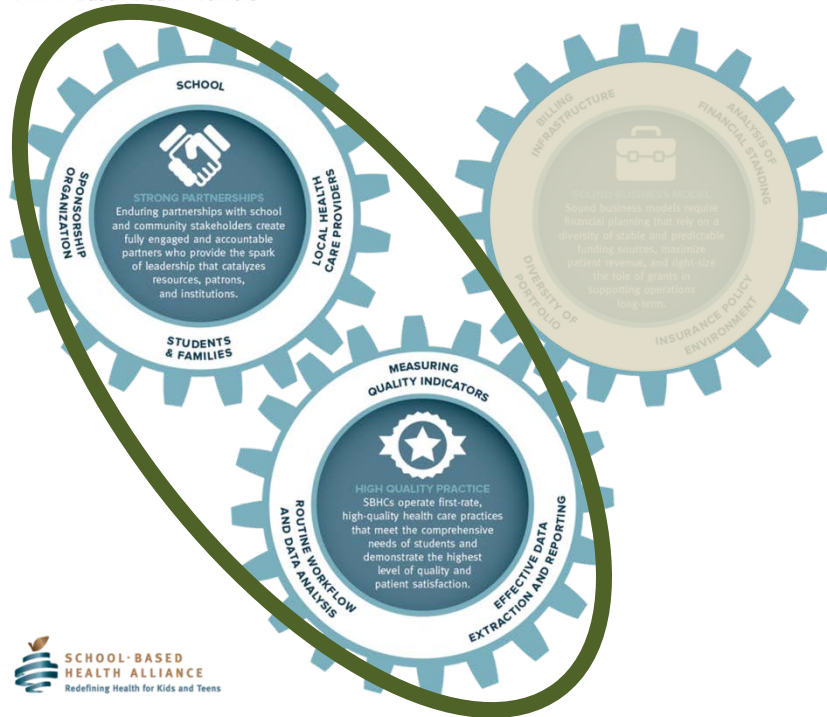 SCHOOL
SPONSORSHIP
ORGANIZATION
LOCAL HEALTH
CARE PROVIDERS
STUDENTS
& FAMILIES
STRONG PARTNERSHIPS
Enduring partnerships with school
and community stakeholders create
fully engaged and accountable
partners who provide the spark
of leadership that catalyzes
resources, patrons,
and institutions.
BILLING
INFRASTRUCTURE
ANALYSIS OF
FINANCIAL STANDING
DIVERSITY OF
PORTFOLIO
INSURANCE POLICY
ENVIRONMENT
SOUND BUSINESS MODEL
Sound business models require
financial planning that rely on a
diversity of stable and predictable
funding sources, maximize
patient revenue, and right-size
the role of grants in
supporting operations
long-term.
MEASURING
QUALITY INDICATORS
ROUTINE WORKFLOW
AND DATA ANALYSIS
EFFECTIVE DATA
EXTRACTION AND REPORTING
HIGH QUALITY PRACTICE
SBHCs operate first-rate,
high-quality health care practices
that meet the comprehensive
needs of students and
demonstrate the highest
level of quality and
patient satisfaction.
SCHOOL-BASED
HEALTH ALLIANCE
Redefining Health for Kids and Teens